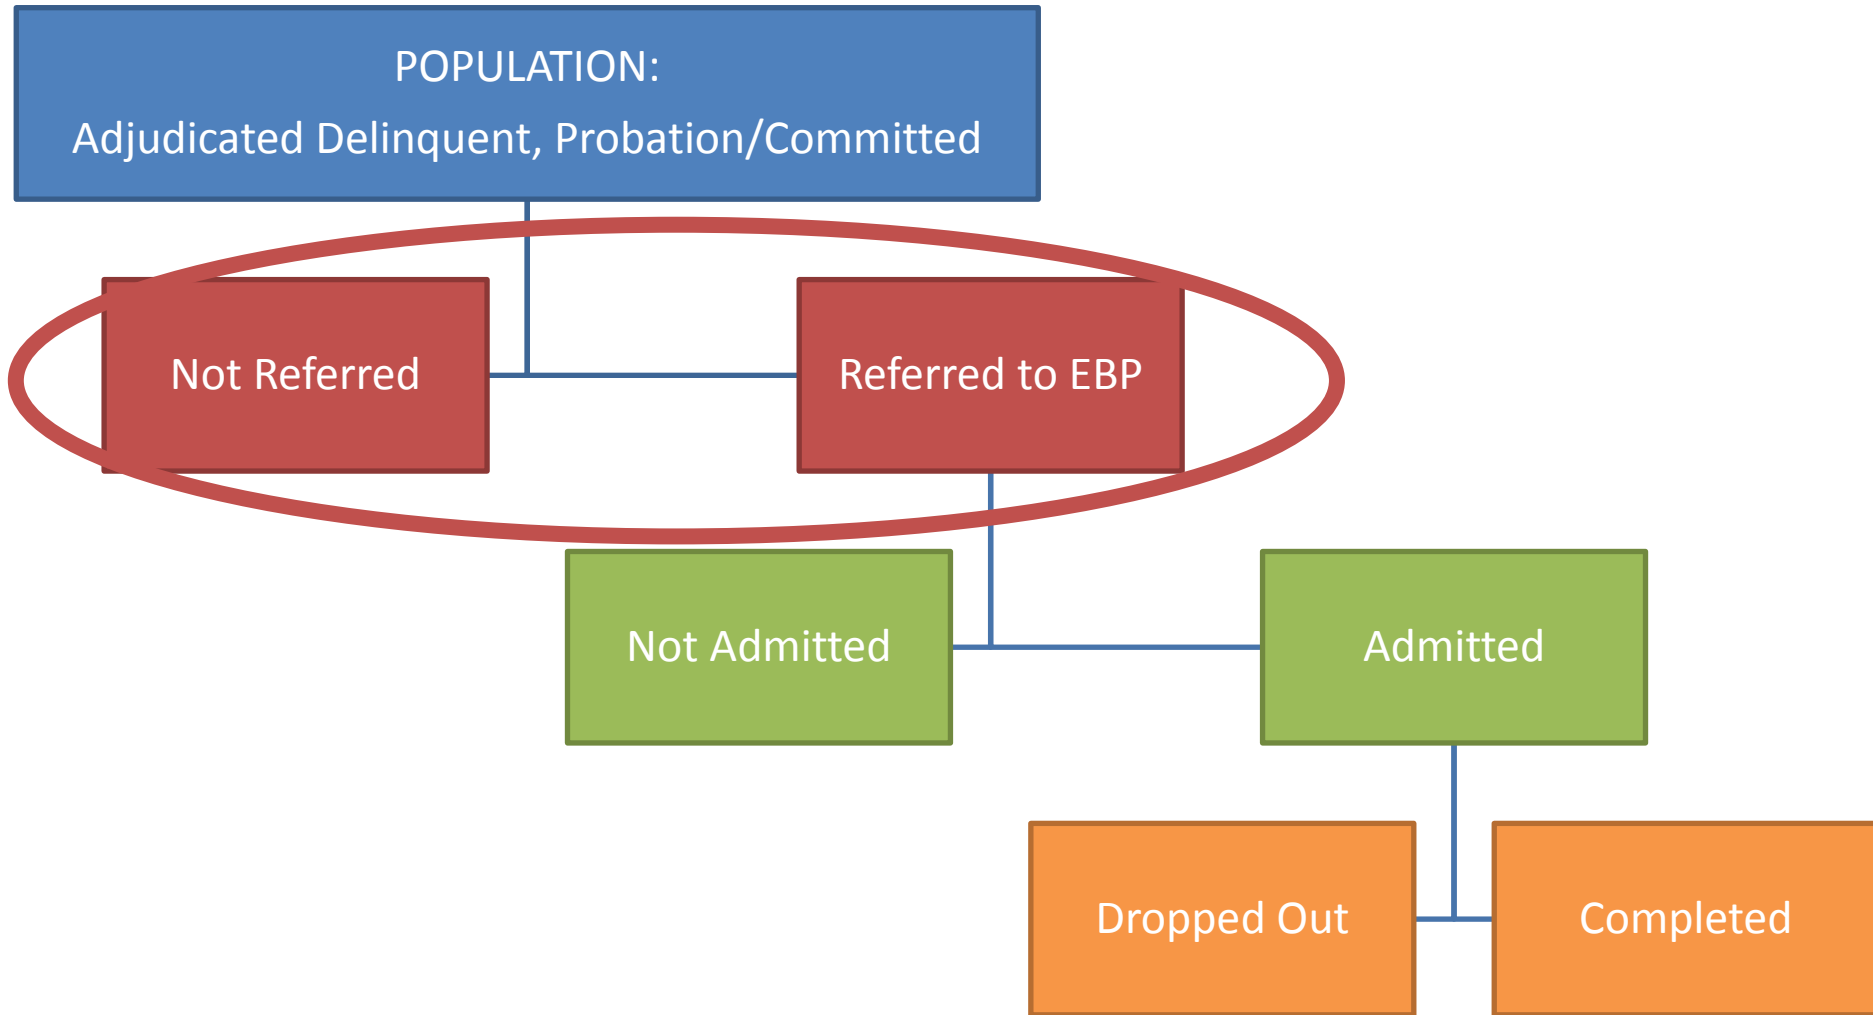 POPULATION:
Adjudicated Delinquent, Probation/Committed
Not Referred
Referred to EBP
Not Admitted
Admitted
Dropped Out
Completed